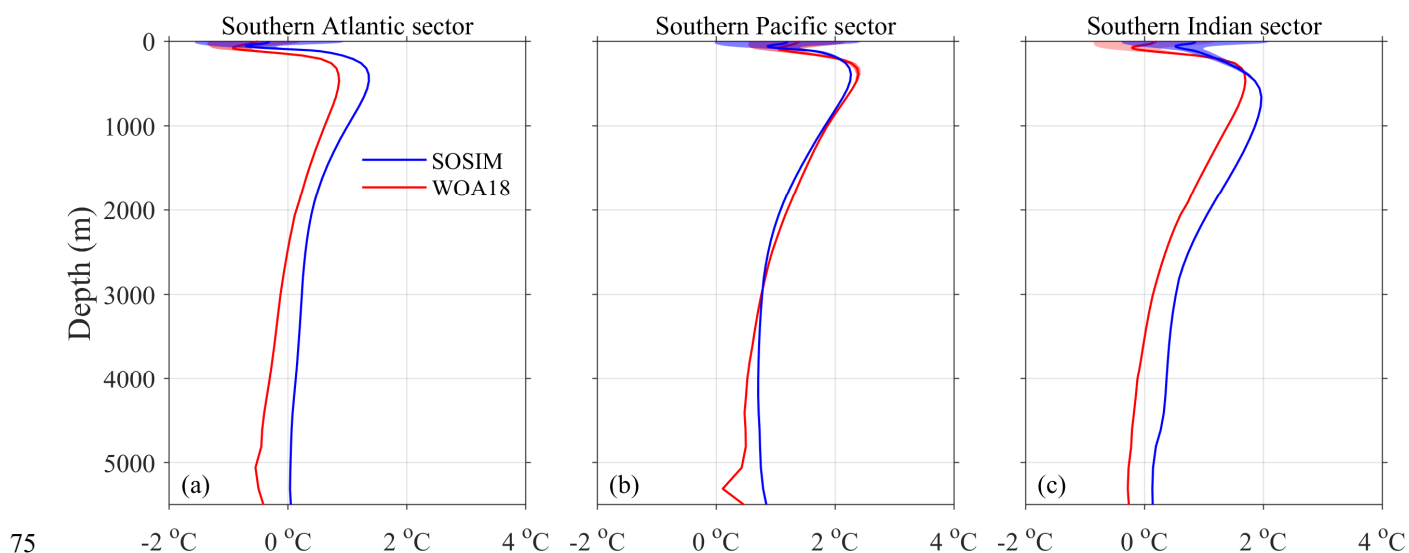 Southern Atlantic sector
Southern Pacific sector
Southern Indian sector
0
1000
2000
3000
4000
5000
Depth (m)
SOSIM
WOA18
(a)
(b)
(c)
-2 °C
0 °C
2 °C
4 °C
-2 °C
0 °C
2 °C
4 °C
-2 °C
0 °C
2 °C
4 °C
75